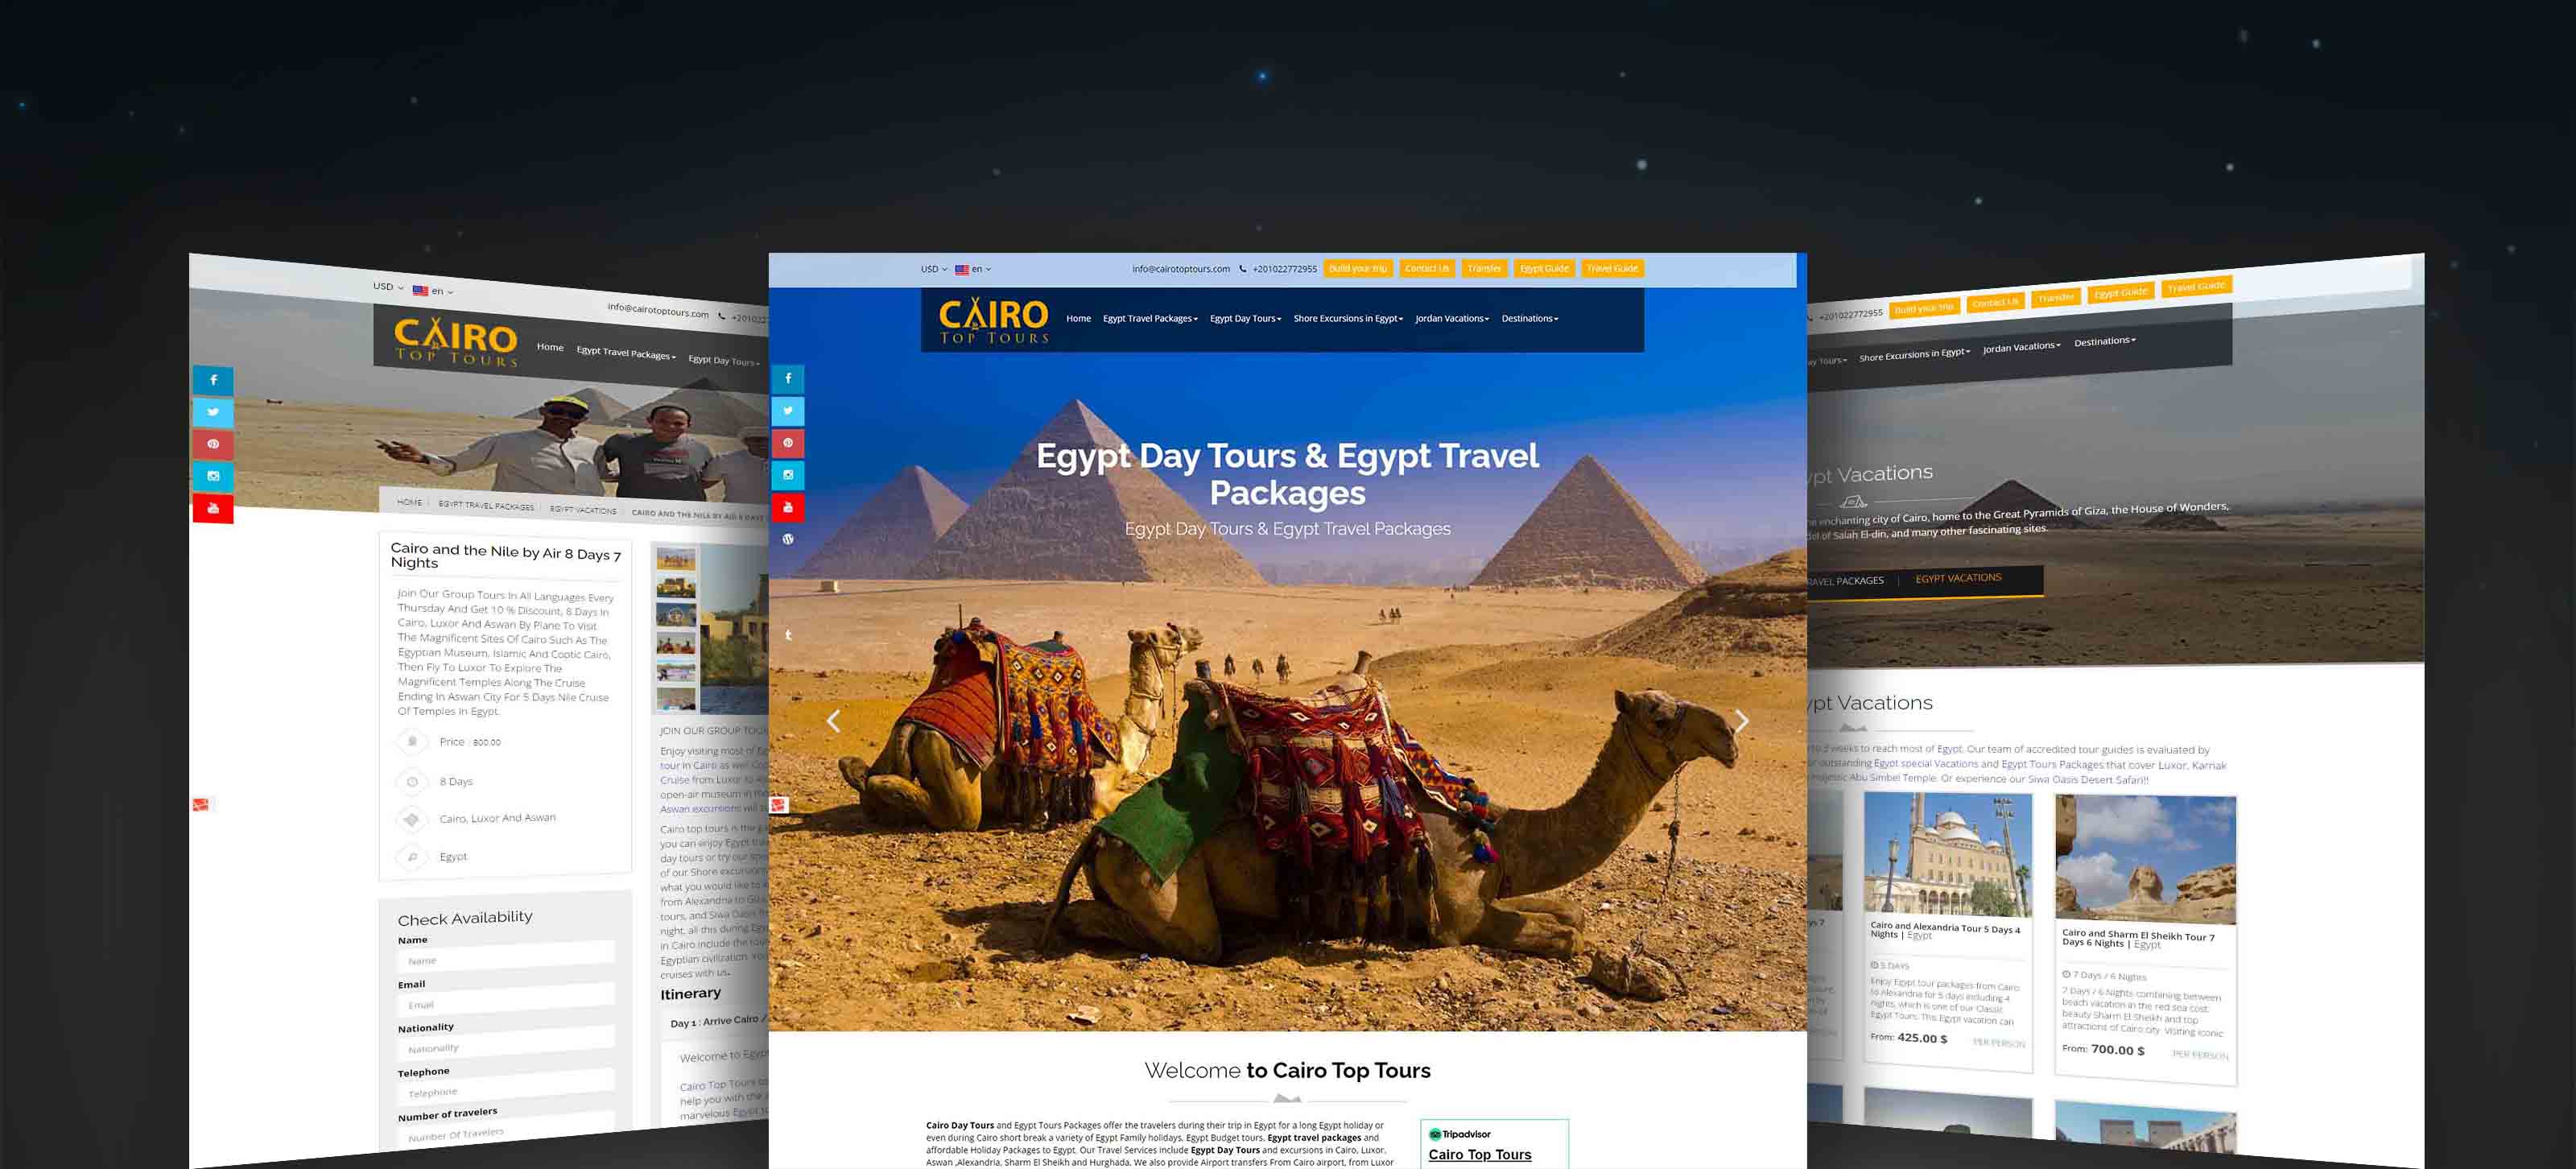 USD
en
info@cairotoptours.com
+2010227
CAIRO
TOP TOURS
Home
Egypt Travel Packages
Egypt Day Tours
HOME
EGYPT TRAVEL PACKAGES
EGYPT VACATIONS
CAIRO AND THE NILE BY AIR 8 DAYS
Cairo and the Nile by Air 8 Days 7
Nights
Join Our Group Tours In All Languages Every
Thursday And Get 10 % Discount, 8 Days In
Cairo, Luxor And Aswan By Plane To Visit
The Magnificent Sites Of Cairo Such As The
Egyptian Museum, Islamic And Coptic Cairo,
Then Fly To Luxor To Explore The
Magnificent Temples Along The Cruise
Ending In Aswan City For 5 Days Nile Cruise
Of Temples In Egypt.
Price : 800.00
8 Days
Cairo, Luxor And Aswan
Egypt
Check Availability
Name
Name
Email
Email
Nationality
Nationality
Telephone
Telephone
Number of travelers
Number Of Travelers
JOIN OUR GROUP
Enjoy visiting most of
tour in Cairo as well
Cruise from Luxor to
open-air museum in
Aswan excursions will
Cairo top tours is the
you can enjoy Egypt
day tours or try our
of our Shore
what you would like to
from Alexandria to
tours, and Siwa Oasis
night, all this during
in Cairo include the
Egyptian civilization.
cruises with us.
Itinerary
Day 1 : Arrive Cairo /
Welcome to Egypt
Cairo Top Tours
help you with the
marvelous Egypt
USD
en
info@cairotoptours.com
+201022772955
Build your trip
Contact Us
Transfer
Egypt Guide
Travel Guide
CAIRO
TOP TOURS
Home
Egypt Travel Packages
Egypt Day Tours
Shore Excursions in Egypt
Jordan Vacations
Destinations
Egypt Day Tours & Egypt Travel
Packages
Egypt Day Tours & Egypt Travel Packages
Welcome to Cairo Top Tours
Cairo Day Tours and Egypt Tours Packages offer the travelers during their trip in Egypt for a long Egypt holiday or
even during Cairo short break a variety of Egypt Family holidays, Egypt Budget tours, Egypt travel packages and
affordable Holiday Packages to Egypt. Our Travel Services include Egypt Day Tours and excursions in Cairo, Luxor,
Aswan ,Alexandria, Sharm El Sheikh and Hurghada, We also provide Airport transfers From Cairo airport, from Luxor
Tripadvisor
Cairo Top Tours
+201022772955
Build your trip
Contact Us
Transfer
Egypt Guide
Travel Guide
ay Tours
Shore Excursions in Egypt
Jordan Vacations
Destinations
ypt Vacations
enchanting city of Cairo, home to the Great Pyramids of Giza, the House of Wonders,
of Salah El-din, and many other fascinating sites.
RAVEL PACKAGES
EGYPT VACATIONS
ypt Vacations
2 weeks to reach most of Egypt. Our team of accredited tour guides is evaluated by
outstanding Egypt special Vacations and Egypt Tours Packages that cover Luxor, Karnak
majestic Abu Simbel Temple. Or experience our Siwa Oasis Desert Safari!!
Cairo and Alexandria Tour 5 Days 4
Nights | Egypt
5 DAYS
Enjoy Egypt tour packages from Cairo
to Alexandria for 5 days including 4
nights, which is one of our Classic
Egypt Tours. This Egypt vacation can
From: 425.00 $
PER PERSON
Cairo and Sharm El Sheikh Tour 7
Days 6 Nights | Egypt
7 Days / 6 Nights
7 Days / 6 Nights combining between
beach vacation in the red sea cost
beauty Sharm El Sheikh and top
attractions of Cairo city. Visiting iconic
From: 700.00 $
PER PERSON